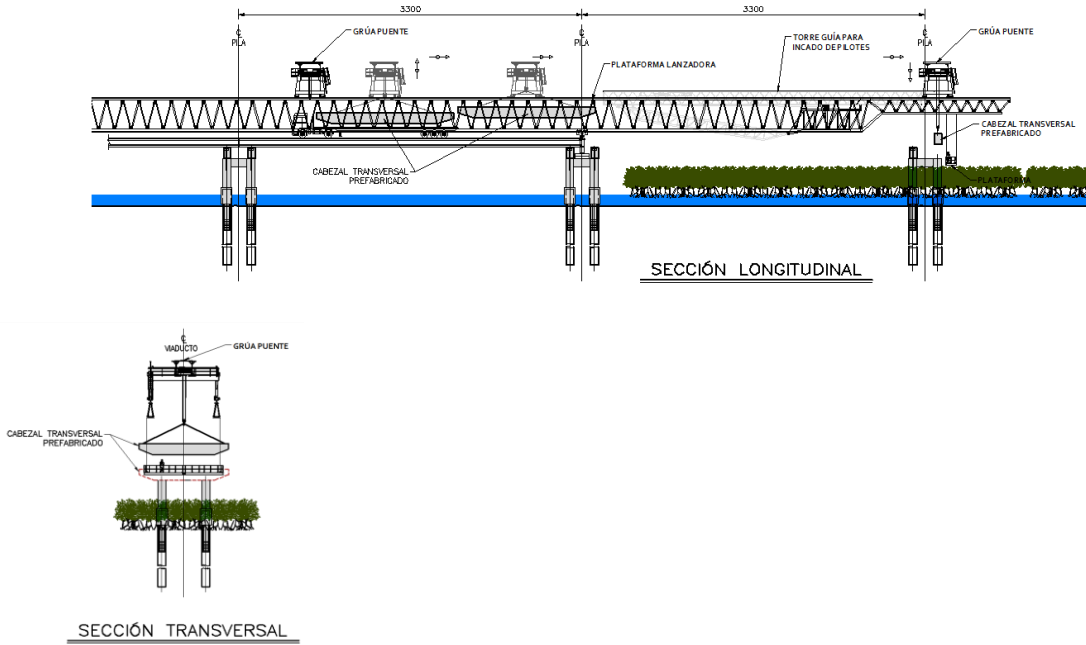 3300
3300
℄
PILA
GRÚA PUENTE
℄
PILA
TORRE GUÍA PARA
INCADO DE PILOTES
℄
PILA
GRÚA PUENTE
PLATAFORMA LANZADORA
CABEZAL TRANSVERSAL
PREFABRICADO
CABEZAL TRANSVERSAL
PREFABRICADO
PLATAFORMA
SECCIÓN LONGITUDINAL
℄
VIADUCTO
GRÚA PUENTE
CABEZAL TRANSVERSAL
PREFABRICADO
SECCIÓN TRANSVERSAL